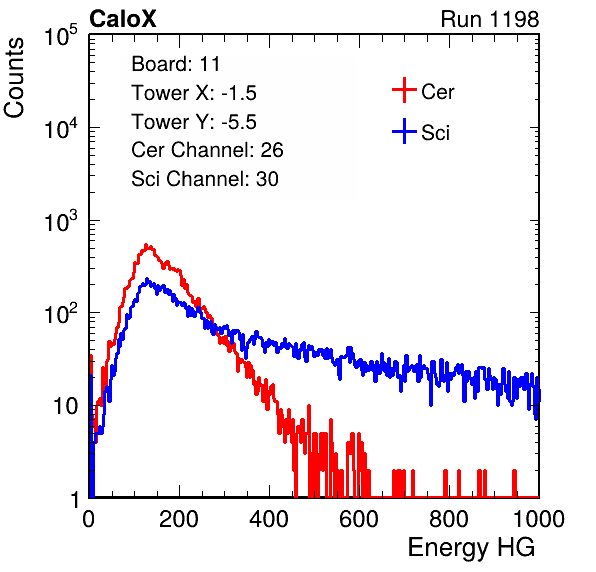 CaloX Run 1198
Counts
Board: 11
Tower X: -1.5
Tower Y: -5.5
Cer Channel: 26
Sci Channel: 30
Cer
Sci
10^5
10^4
10^3
10^2
10
1
0 200 400 600 800 1000
Energy HG